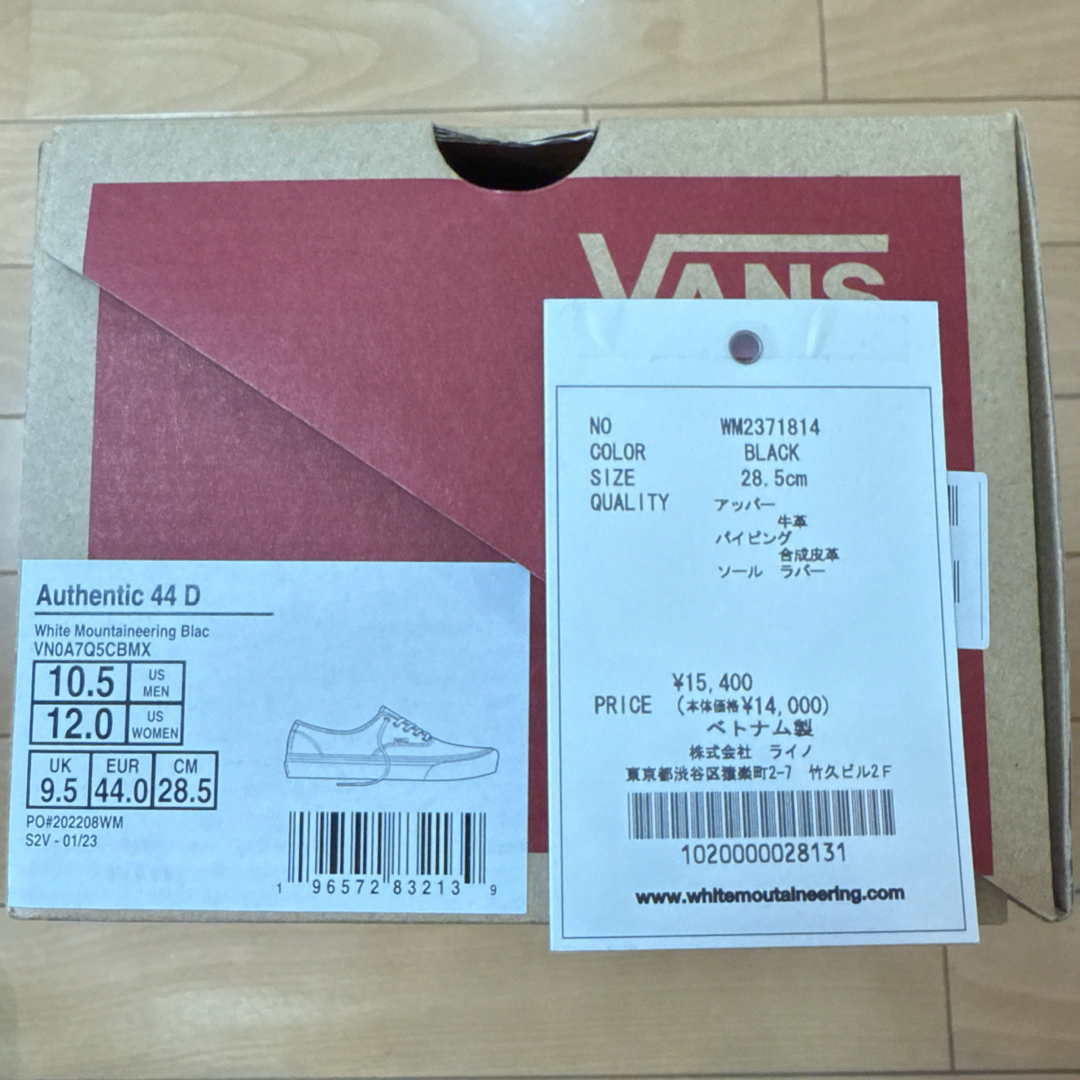 VANS
Authentic 44 D
White Mountaineering Blac
VN0A7Q5CBMX
10.5 US MEN
12.0 US WOMEN
UK EUR CM
9.5 44.0 28.5
PO#202208WM
S2V - 01/23
1 96572 83213 9
NO WM2371814
COLOR BLACK
SIZE 28.5cm
QUALITY アッパー
牛革
パイピング
合成皮革
ソール ラバー
¥15,400
PRICE (本体価格¥14,000)
ベトナム製
株式会社 ライノ
東京都渋谷区猿楽町2-7 竹久ビル2F
1020000028131
www.whitemoutaineering.com